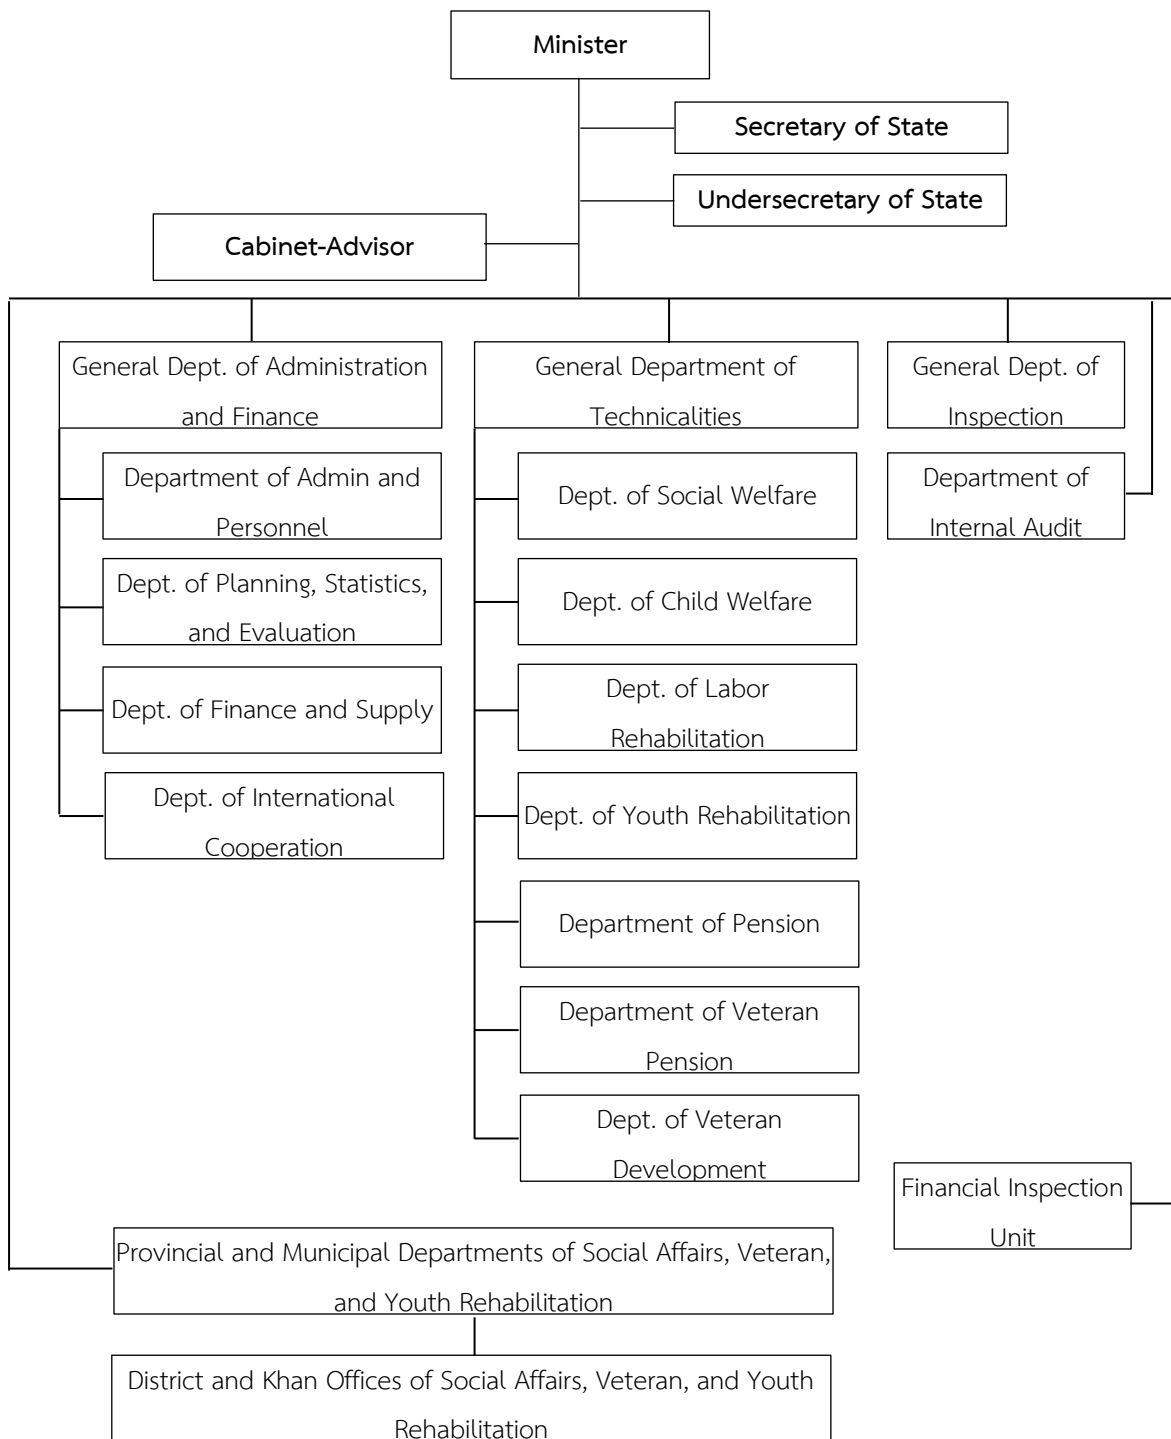 Minister
Secretary of State
Undersecretary of State
Cabinet-Advisor
General Dept. of Administration
and Finance
Department of Admin and
Personnel
Dept. of Planning, Statistics,
and Evaluation
Dept. of Finance and Supply
Dept. of International
Cooperation
General Department of
Technicalities
Dept. of Social Welfare
Dept. of Child Welfare
Dept. of Labor
Rehabilitation
Dept. of Youth Rehabilitation
Department of Pension
Department of Veteran
Pension
Dept. of Veteran
Development
General Dept. of
Inspection
Department of
Internal Audit
Financial Inspection
Unit
Provincial and Municipal Departments of Social Affairs, Veteran,
and Youth Rehabilitation
District and Khan Offices of Social Affairs, Veteran, and Youth
Rehabilitation